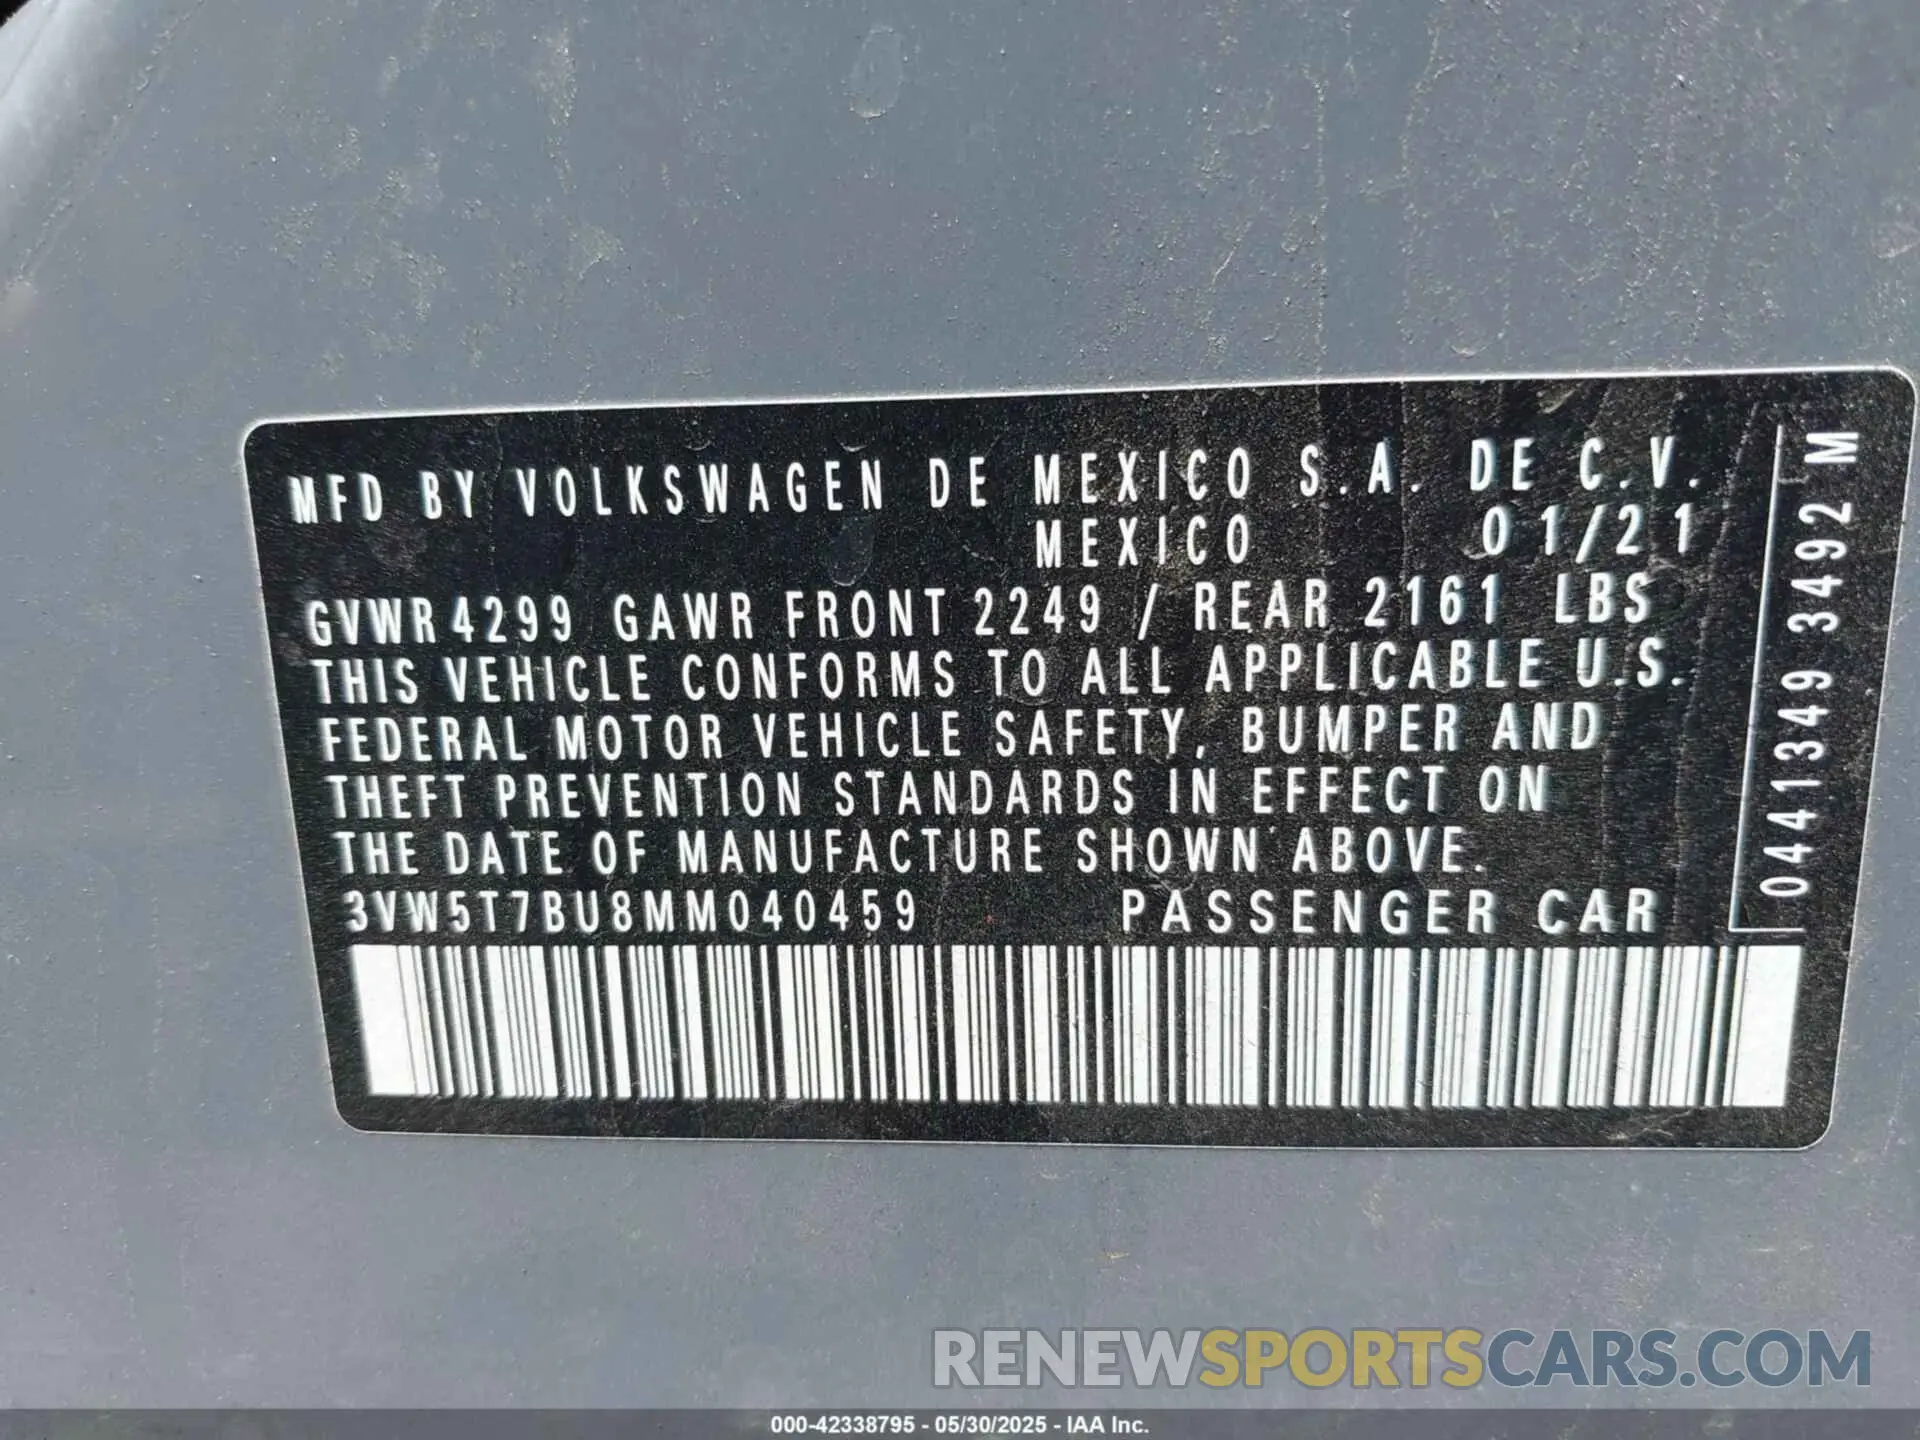 MFD BY VOLKSWAGEN DE MEXICO S.A. DE C.V.
MEXICO 01/21
GVWR 4299 GAWR FRONT 2249 / REAR 2161 LBS
THIS VEHICLE CONFORMS TO ALL APPLICABLE U.S.
FEDERAL MOTOR VEHICLE SAFETY, BUMPER AND
THEFT PREVENTION STANDARDS IN EFFECT ON
THE DATE OF MANUFACTURE SHOWN ABOVE.
3VW5T7BU8MM040459 PASSENGER CAR
0441349 3492 M
RENEWSPORTSCARS.COM
000-42338795 - 05/30/2025 - IAA Inc.